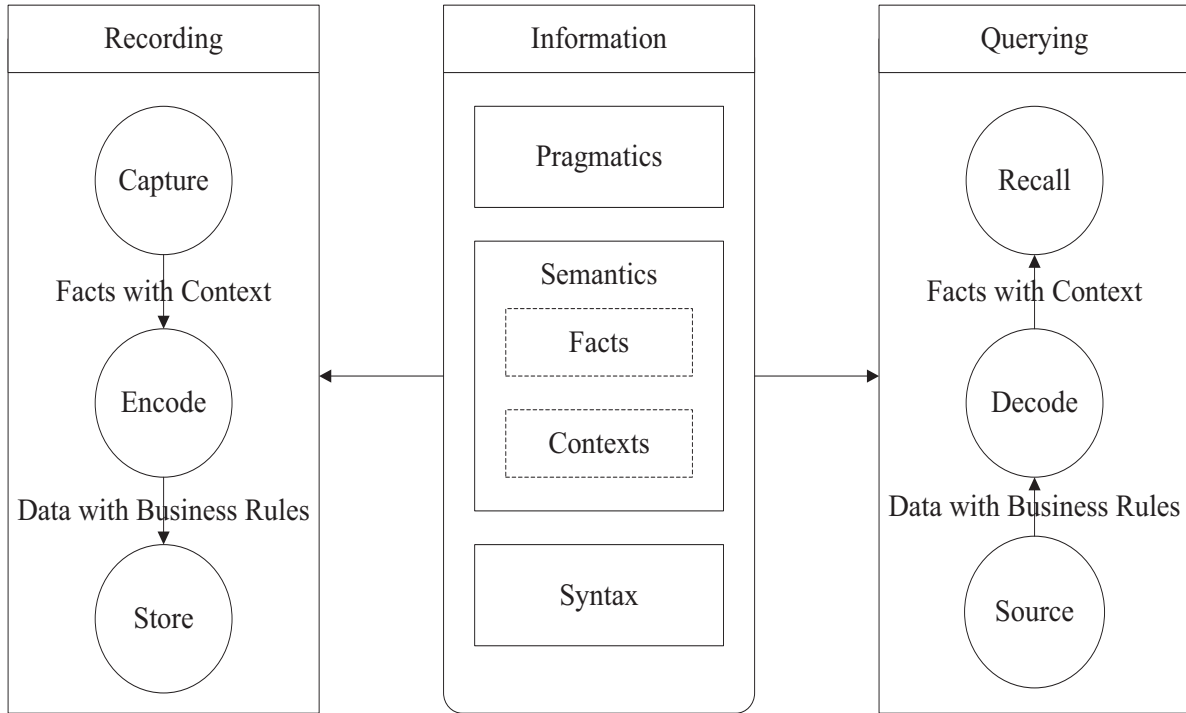 Recording
Capture
Facts with Context
Encode
Data with Business Rules
Store
Information
Pragmatics
Semantics
Facts
Contexts
Syntax
Querying
Recall
Facts with Context
Decode
Data with Business Rules
Source